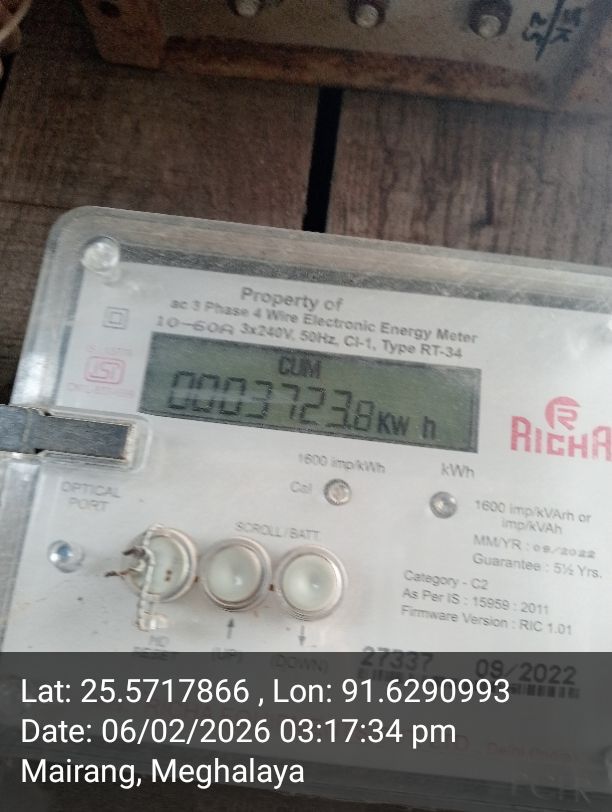 Property of
ac 3 Phase 4 Wire Electronic Energy Meter
10-60A 3x240V, 50Hz, Cl-1, Type RT-34
CUM
0003723.8 KW h
RICHA
1600 imp/kWh
kWh
Cal
1600 imp/kVArh or
imp/kVAh
OPTICAL
PORT
SCROLL/BATT.
MM/YR : 09/2022
Guarantee : 5½ Yrs.
Category - C2
As Per IS : 15959 : 2011
Firmware Version : RIC 1.01
MD
RESET
(UP)
(DOWN)
27337
09/2022
Lat: 25.5717866 , Lon: 91.6290993
Date: 06/02/2026 03:17:34 pm
Mairang, Meghalaya